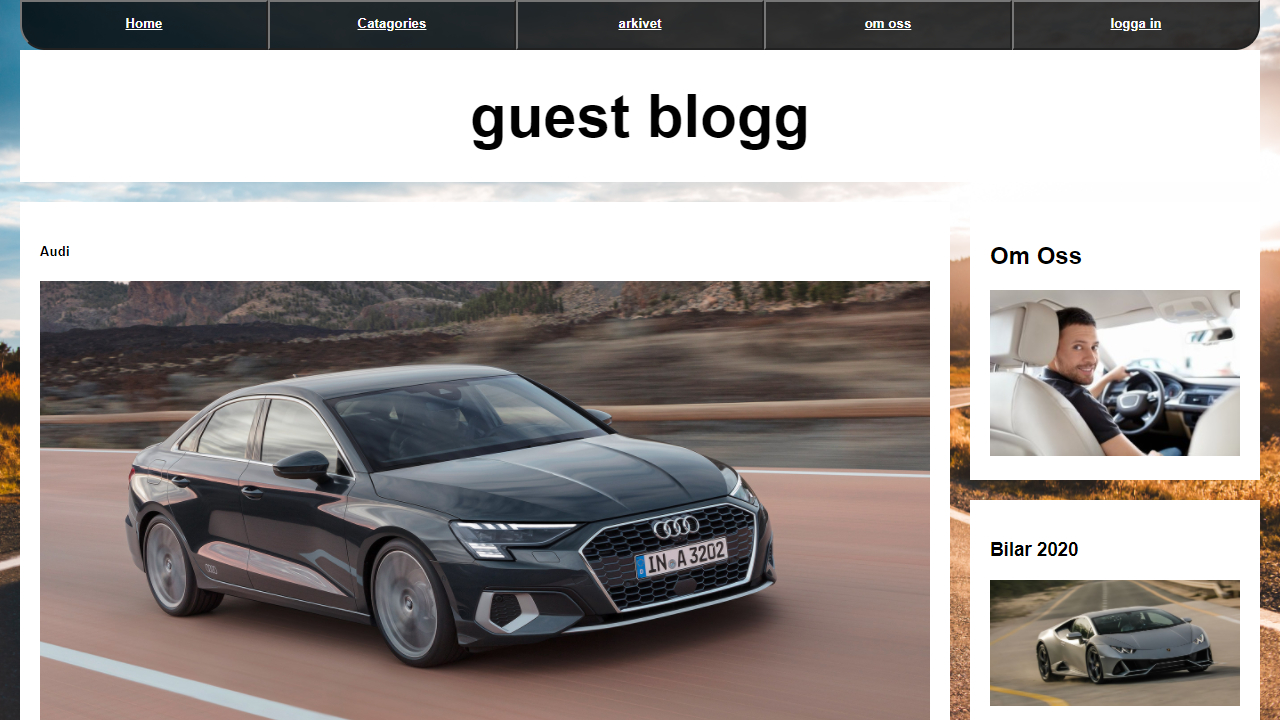 Home
Catagories
arkivet
om oss
logga in
guest blogg
Audi
IN A 3202
Om Oss
Bilar 2020